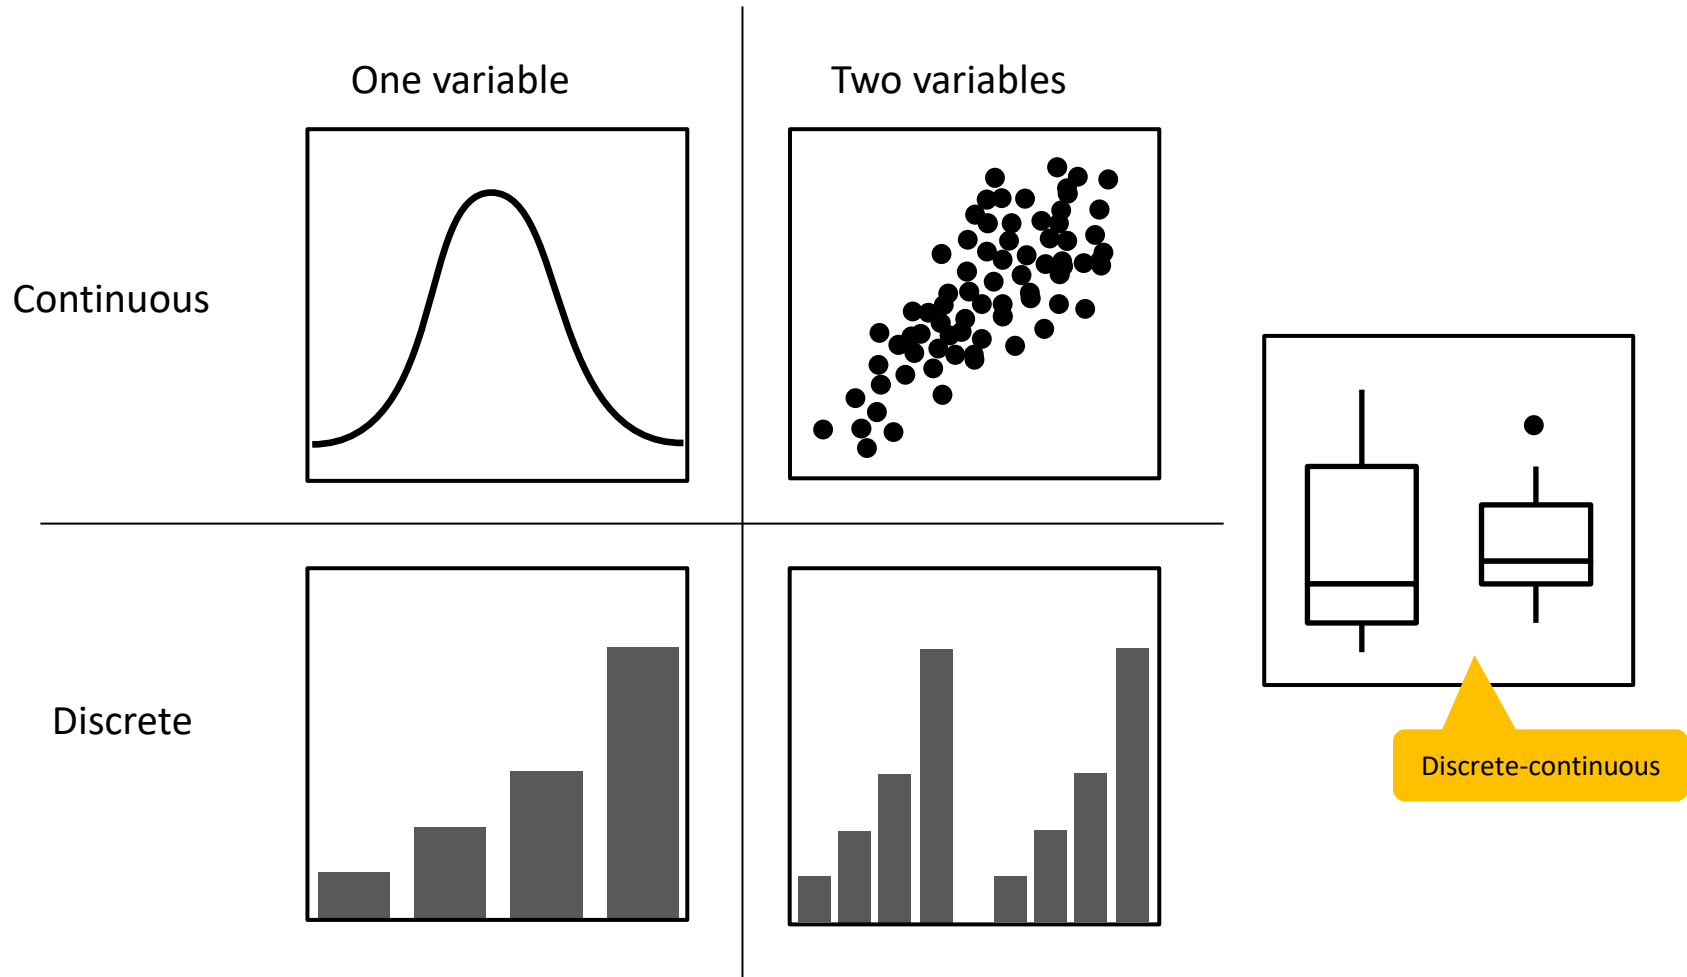 One variable
Two variables
Continuous
Discrete
Discrete-continuous